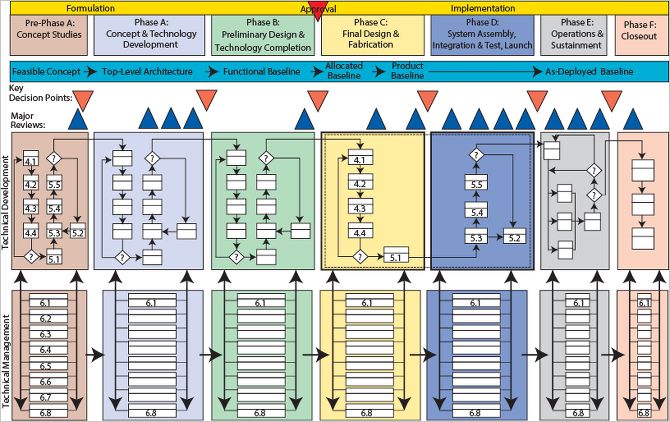 Formulation
Approval
Implementation
Pre-Phase A:
Concept Studies
Phase A:
Concept & Technology
Development
Phase B:
Preliminary Design &
Technology Completion
Phase C:
Final Design &
Fabrication
Phase D:
System Assembly,
Integration & Test, Launch
Phase E:
Operations &
Sustainment
Phase F:
Closeout
Feasible Concept
Top-Level Architecture
Functional Baseline
Allocated
Baseline
Product
Baseline
As-Deployed Baseline
Key
Decision Points:
Major
Reviews:
Technical Development
4.1
4.2
4.3
4.4
?
?
5.5
5.4
5.3
5.2
5.1
?
?
?
?
4.1
4.2
4.3
4.4
?
5.1
?
5.5
5.4
5.3
5.2
?
?
Technical Management
6.1
6.2
6.3
6.4
6.5
6.6
6.7
6.8
6.1
6.8
6.1
6.8
6.1
6.8
6.1
6.8
6.1
6.8
6.1
6.8